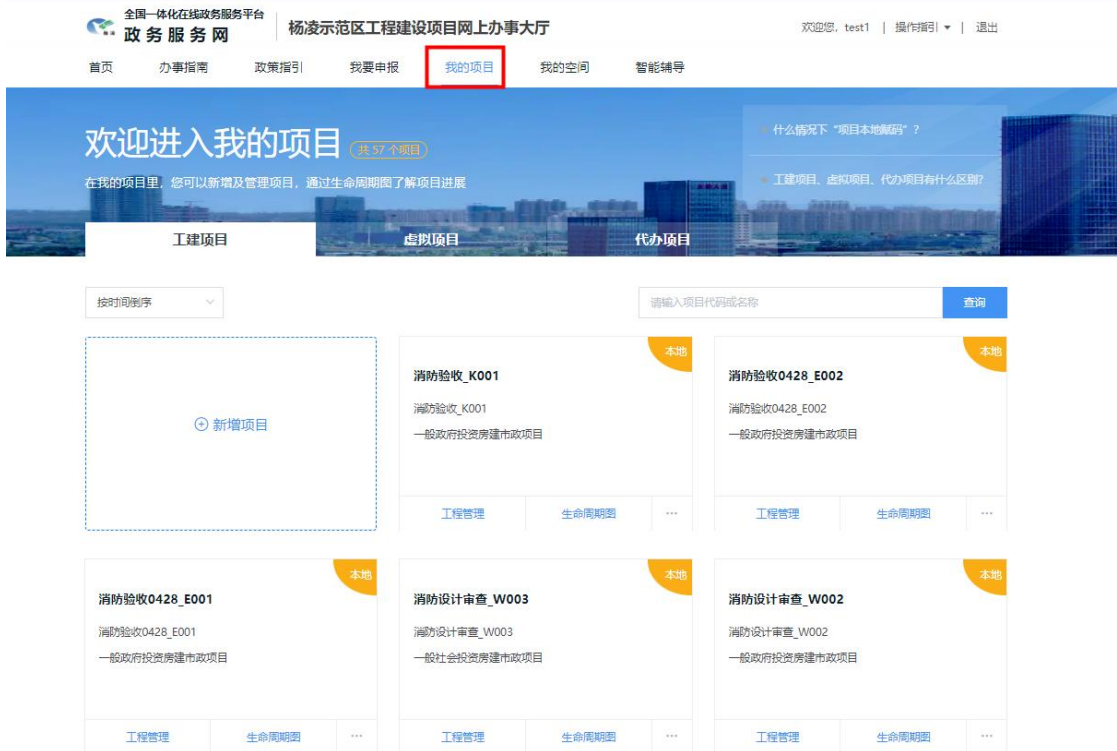 全国一体化在线政务服务平台
政务服务网
杨凌示范区工程建设项目网上办事大厅
欢迎您, test1 | 操作指引 | 退出
首页 办事指南 政策指引 我要申报 我的项目 我的空间 智能辅导
欢迎进入我的项目 共 57 个项目
在我的项目里，您可以新增及管理项目，通过生命周期图了解项目进展
什么情况下“项目本地赋码”？
工建项目、虚拟项目、代办项目有什么区别?
工建项目 虚拟项目 代办项目
按时间倒序 请输入项目代码或名称 查询
新增项目
本地
消防验收_K001
消防验收_K001
一般政府投资房建市政项目
工程管理 生命周期图 ...
本地
消防验收0428_E002
消防验收0428_E002
一般政府投资房建市政项目
工程管理 生命周期图 ...
本地
消防验收0428_E001
消防验收0428_E001
一般政府投资房建市政项目
工程管理 生命周期图 ...
本地
消防设计审查_W003
消防设计审查_W003
一般社会投资房建市政项目
工程管理 生命周期图 ...
本地
消防设计审查_W002
消防设计审查_W002
一般政府投资房建市政项目
工程管理 生命周期图 ...